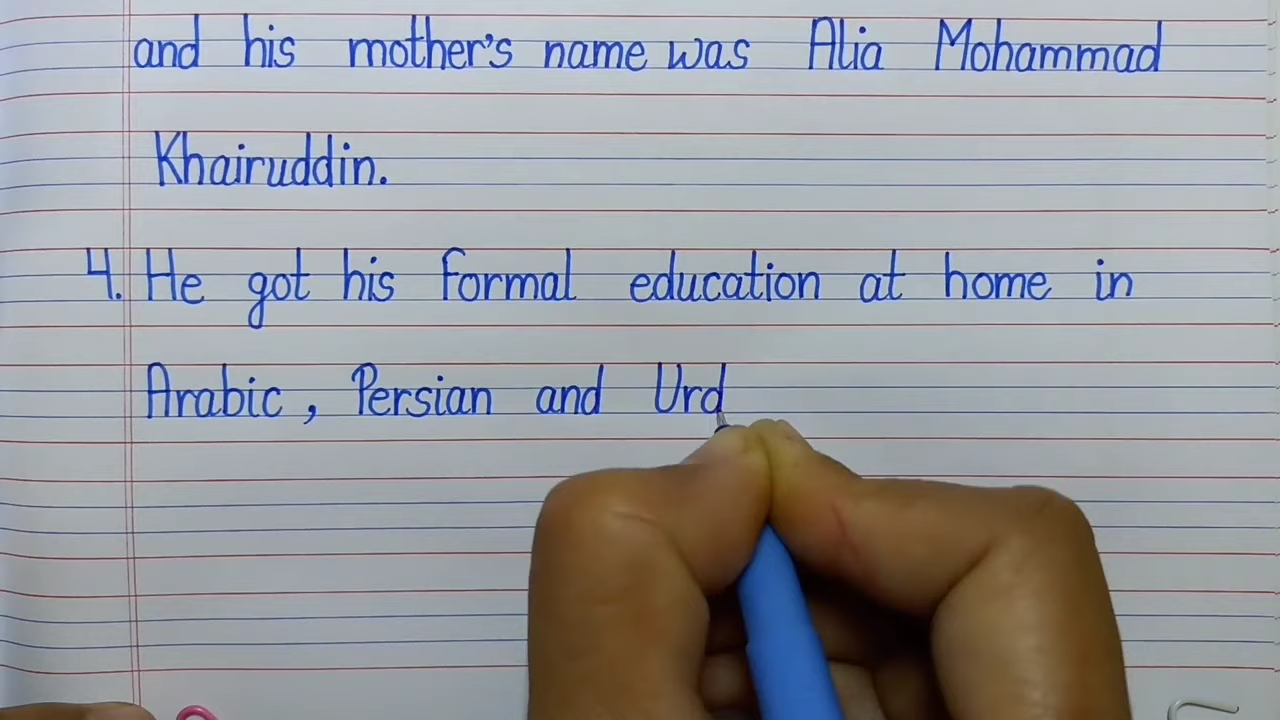 and his mother's name was Alia Mohammad
Khairuddin.
4. He got his formal education at home in
Arabic, Persian and Urd